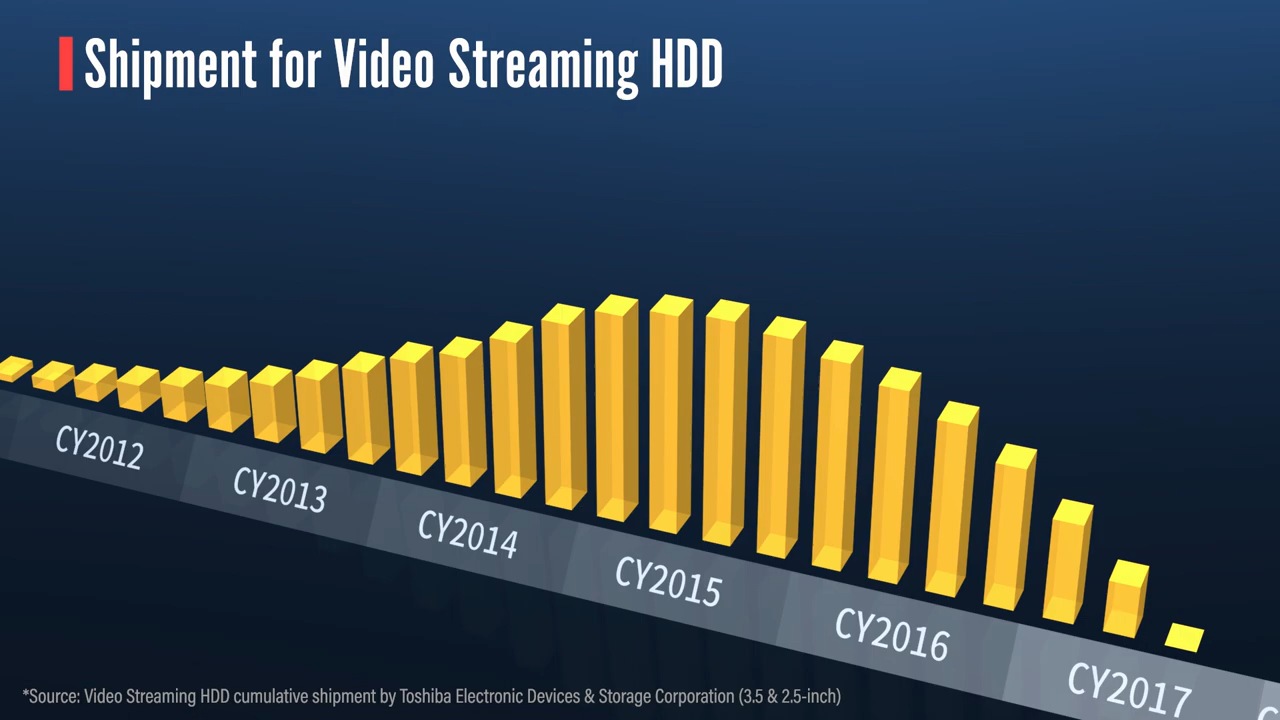 Shipment for Video Streaming HDD
CY2012
CY2013
CY2014
CY2015
CY2016
CY2017
*Source: Video Streaming HDD cumulative shipment by Toshiba Electronic Devices & Storage Corporation (3.5 & 2.5-inch)